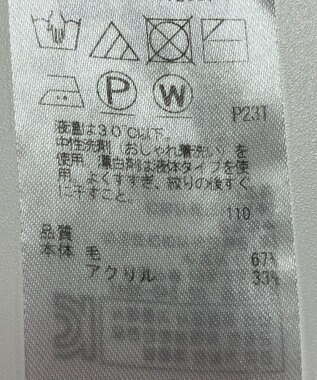 P
W
P23T
液温は30℃以下、
中性洗剤(おしゃれ着洗い)を
使用。漂白剤は液体タイプを使
用。よくすすぎ、絞りの後すぐ
に干すこと。
110
品質
本体 毛 67%
アクリル 33%